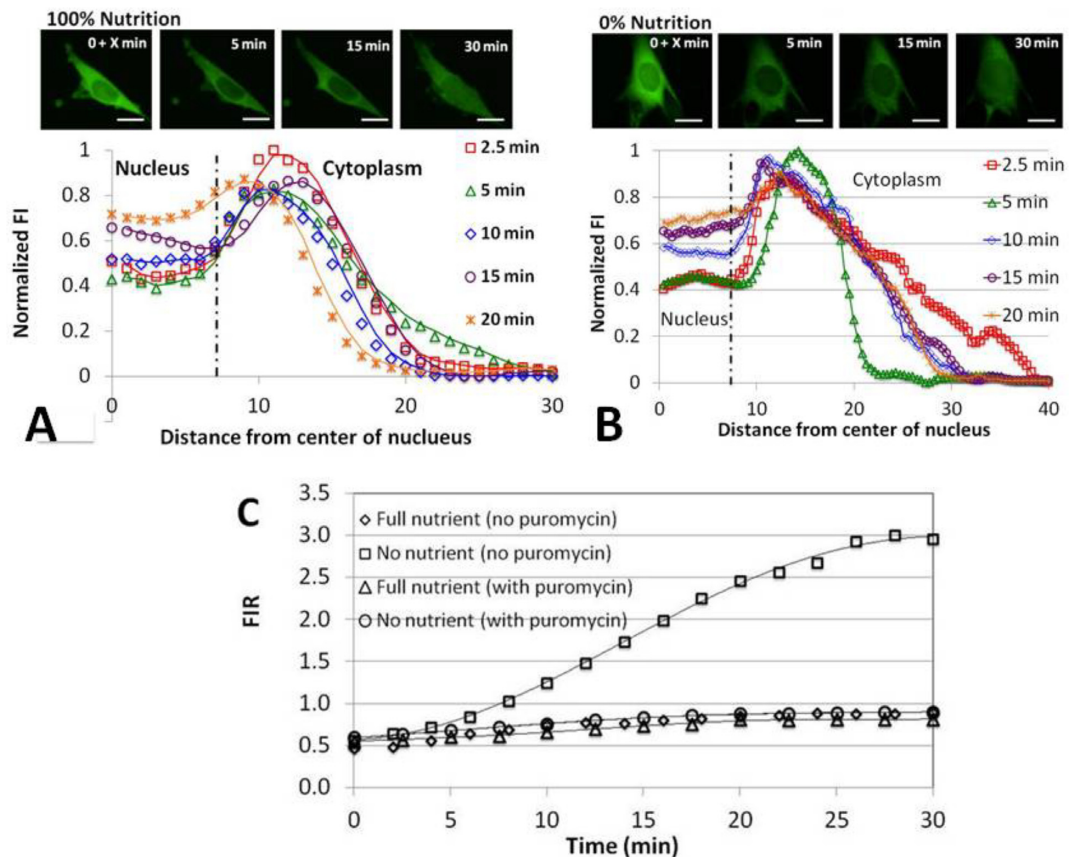 100% Nutrition
0 + X min
5 min
15 min
30 min
1
0.8
0.6
0.4
0.2
0
Normalized FI
Nucleus
Cytoplasm
2.5 min
5 min
10 min
15 min
20 min
0
10
20
30
Distance from center of nuclueus
A
0% Nutrition
0 + X min
5 min
15 min
30 min
1
0.8
0.6
0.4
0.2
0
Normalized FI
Nucleus
Cytoplasm
2.5 min
5 min
10 min
15 min
20 min
0
10
20
30
40
Distance from center of nucleus
B
C
3.5
3.0
2.5
2.0
1.5
1.0
0.5
0.0
FIR
Full nutrient (no puromycin)
No nutrient (no puromycin)
Full nutrient (with puromycin)
No nutrient (with puromycin)
0
5
10
15
20
25
30
Time (min)